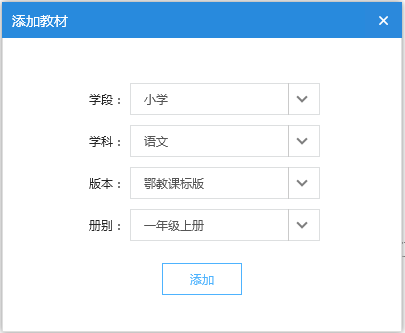 添加教材
学段： 小学
学科： 语文
版本： 鄂教课标版
册别： 一年级上册
添加